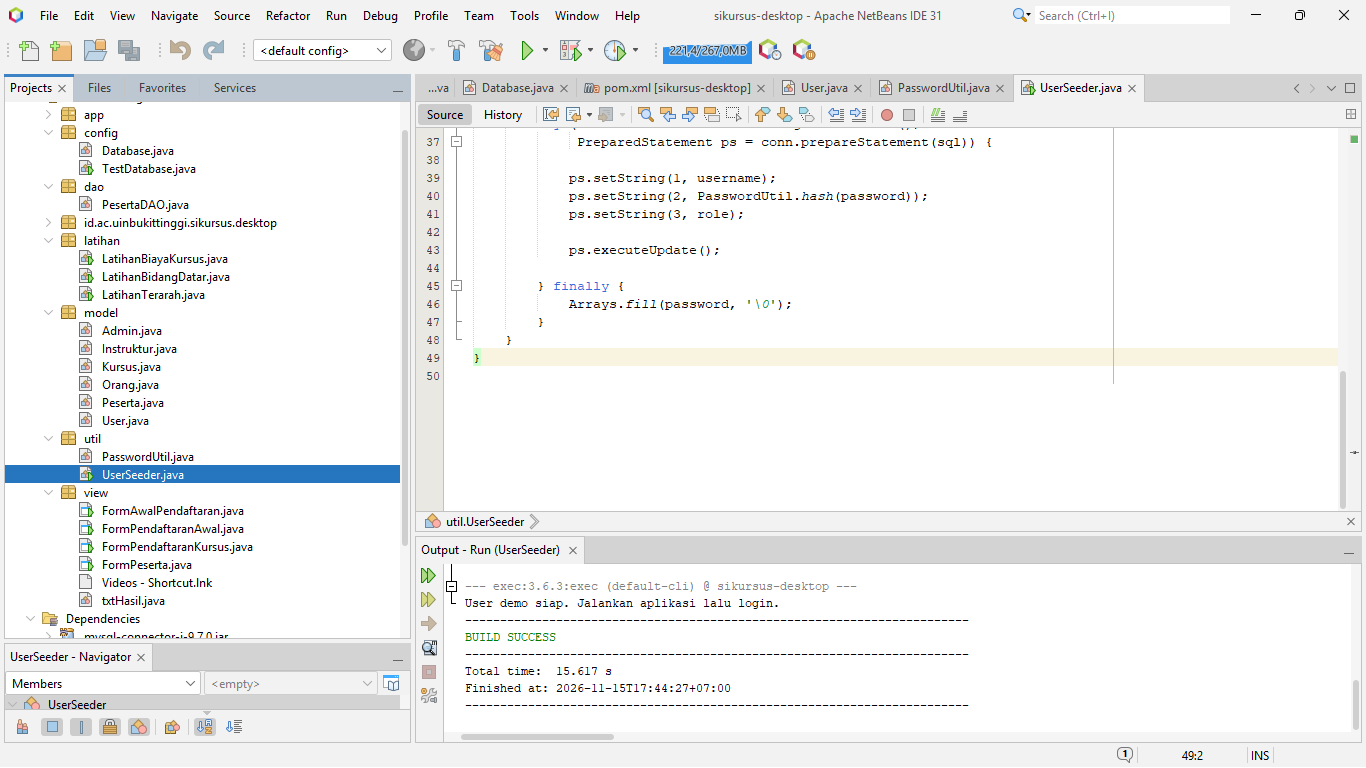 File Edit View Navigate Source Refactor Run Debug Profile Team Tools Window Help sikursus-desktop - Apache NetBeans IDE 31 Search (Ctrl+I)
<default config> 221,4/267,0MB
Projects Files Favorites Services
app
config
Database.java
TestDatabase.java
dao
PesertaDAO.java
id.ac.uinbukittinggi.sikursus.desktop
latihan
LatihanBiayaKursus.java
LatihanBidangDatar.java
LatihanTerarah.java
model
Admin.java
Instruktur.java
Kursus.java
Orang.java
Peserta.java
User.java
util
PasswordUtil.java
UserSeeder.java
view
FormAwalPendaftaran.java
FormPendaftaranAwal.java
FormPendaftaranKursus.java
FormPeserta.java
Videos - Shortcut.lnk
txtHasil.java
Dependencies
mysql-connector-j-9.7.0.jar
UserSeeder - Navigator
Members <empty>
UserSeeder
...va Database.java pom.xml [sikursus-desktop] User.java PasswordUtil.java UserSeeder.java
Source History
37 PreparedStatement ps = conn.prepareStatement(sql)) {
38
39 ps.setString(1, username);
40 ps.setString(2, PasswordUtil.hash(password));
41 ps.setString(3, role);
42
43 ps.executeUpdate();
44
45 } finally {
46 Arrays.fill(password, '\0');
47 }
48 }
49 }
50
util.UserSeeder
Output - Run (UserSeeder)
--- exec:3.6.3:exec (default-cli) @ sikursus-desktop ---
User demo siap. Jalankan aplikasi lalu login.
------------------------------------------------------------------------
BUILD SUCCESS
------------------------------------------------------------------------
Total time:  15.617 s
Finished at: 2026-11-15T17:44:27+07:00
------------------------------------------------------------------------
1 49:2 INS